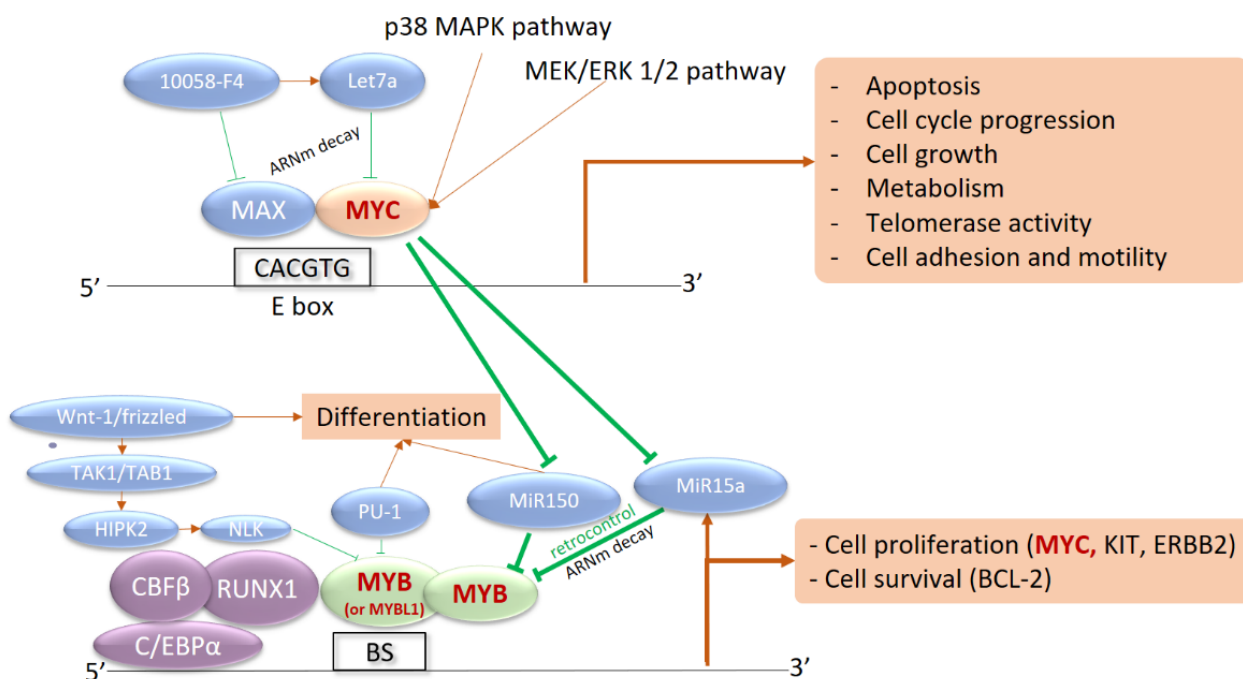 p38 MAPK pathway
MEK/ERK 1/2 pathway
10058-F4
Let7a
ARNm decay
MAX
MYC
CACGTG
5’
3’
E box
- Apoptosis
- Cell cycle progression
- Cell growth
- Metabolism
- Telomerase activity
- Cell adhesion and motility
Wnt-1/frizzled
Differentiation
TAK1/TAB1
HIPK2
NLK
PU-1
MiR150
MiR15a
retrocontrol
ARNm decay
CBFβ
RUNX1
MYB
(or MYBL1)
MYB
C/EBPα
BS
5’
3’
- Cell proliferation (MYC, KIT, ERBB2)
- Cell survival (BCL-2)